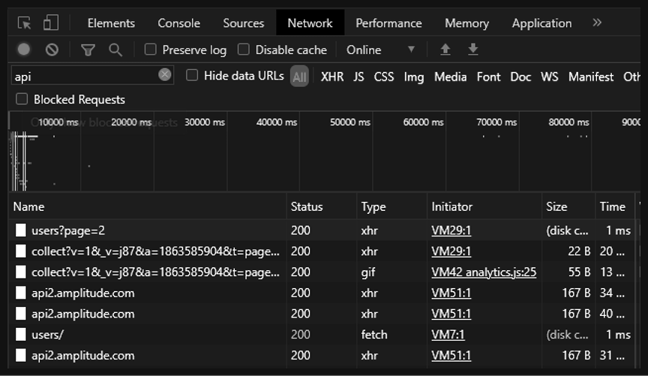 Elements Console Sources Network Performance Memory Application »
Preserve log Disable cache Online
api Hide data URLs All XHR JS CSS Img Media Font Doc WS Manifest Oth
Blocked Requests
10000 ms 20000 ms 30000 ms 40000 ms 50000 ms 60000 ms 70000 ms 80000 ms 9000
Name Status Type Initiator Size Time
users?page=2 200 xhr VM29:1 (disk c... 1 ms
collect?v=1&_v=j87&a=1863585904&t=page... 200 xhr VM29:1 22 B 20 ...
collect?v=1&_v=j87&a=1863585904&t=page... 200 gif VM42 analytics.js:25 55 B 13 ...
api2.amplitude.com 200 xhr VM51:1 167 B 34 ...
api2.amplitude.com 200 xhr VM51:1 167 B 40 ...
users/ 200 fetch VM7:1 (disk c... 1 ms
api2.amplitude.com 200 xhr VM51:1 167 B 31 ...